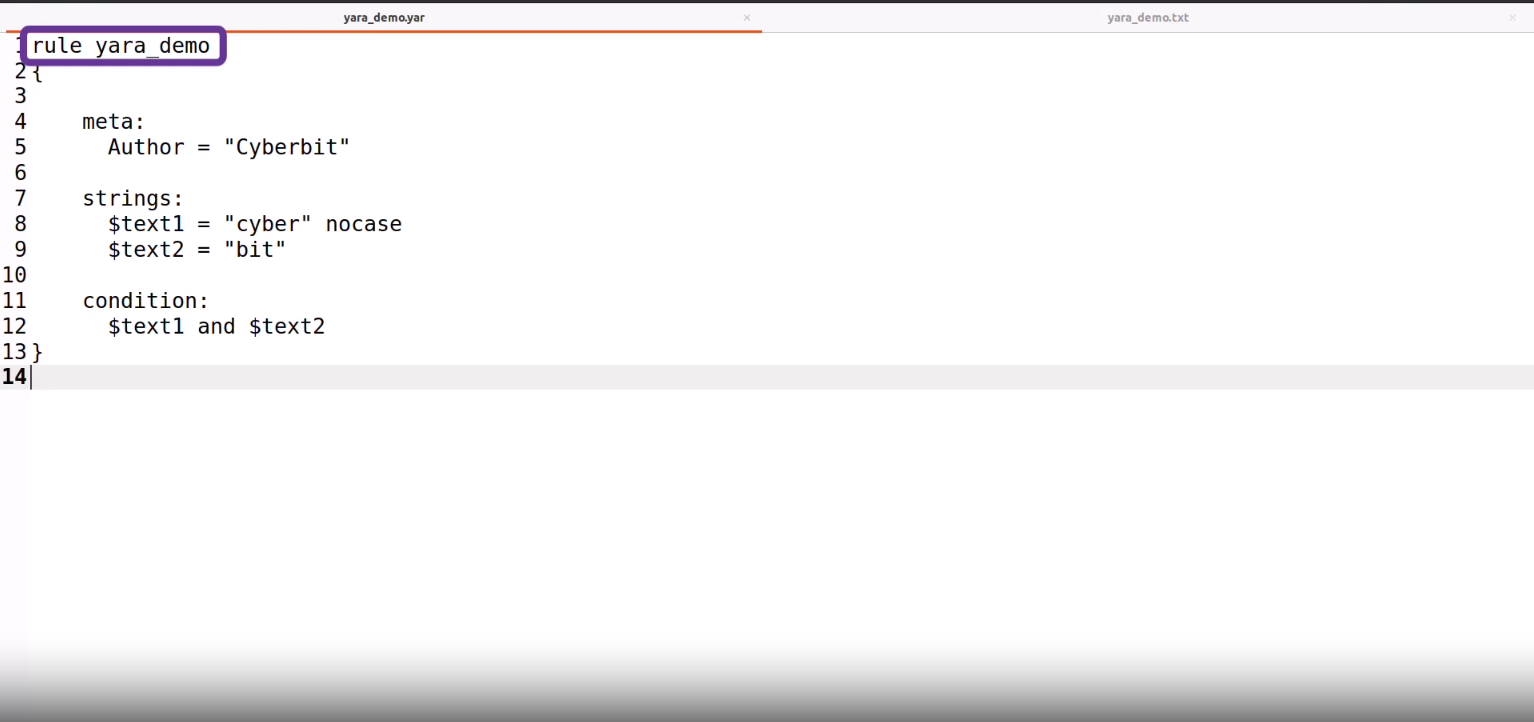 yara_demo.yar × yara_demo.txt ×
1 rule yara_demo
2 {
3
4     meta:
5       Author = "Cyberbit"
6
7     strings:
8       $text1 = "cyber" nocase
9       $text2 = "bit"
10
11     condition:
12       $text1 and $text2
13 }
14